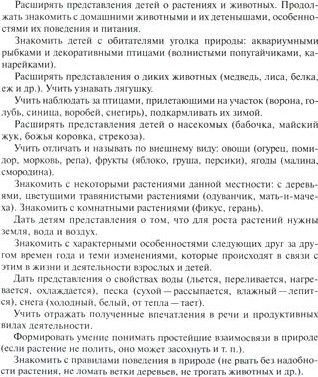 Расширять представления детей о растениях и животных. Продол-
жать знакомить с домашними животными и их детенышами, особенно-
стями их поведения и питания.
Знакомить детей с обитателями уголка природы: аквариумными
рыбками и декоративными птицами (волнистыми попугайчиками, ка-
нарейками).
Расширять представления о диких животных (медведь, лиса, белка,
еж и др.). Учить узнавать лягушку.
Учить наблюдать за птицами, прилетающими на участок (ворона, го-
лубь, синица, воробей, снегирь), подкармливать их зимой.
Расширять представления детей о насекомых (бабочка, майский
жук, божья коровка, стрекоза).
Учить отличать и называть по внешнему виду: овощи (огурец, поми-
дор, морковь, репа), фрукты (яблоко, груша, персики), ягоды (малина,
смородина).
Знакомить с некоторыми растениями данной местности: с деревь-
ями, цветущими травянистыми растениями (одуванчик, мать-и-маче-
ха). Знакомить с комнатными растениями (фикус, герань).
Дать детям представления о том, что для роста растений нужны
земля, вода и воздух.
Знакомить с характерными особенностями следующих друг за дру-
гом времен года и теми изменениями, которые происходят в связи с
этим в жизни и деятельности взрослых и детей.
Дать представления о свойствах воды (льется, переливается, нагре-
вается, охлаждается), песка (сухой — рассыпается, влажный — лепит-
ся), снега (холодный, белый, от тепла — тает).
Учить отражать полученные впечатления в речи и продуктивных
видах деятельности.
Формировать умение понимать простейшие взаимосвязи в природе
(если растение не полить, оно может засохнуть и т. п.).
Знакомить с правилами поведения в природе (не рвать без надобно-
сти растения, не ломать ветки деревьев, не трогать животных и др.).